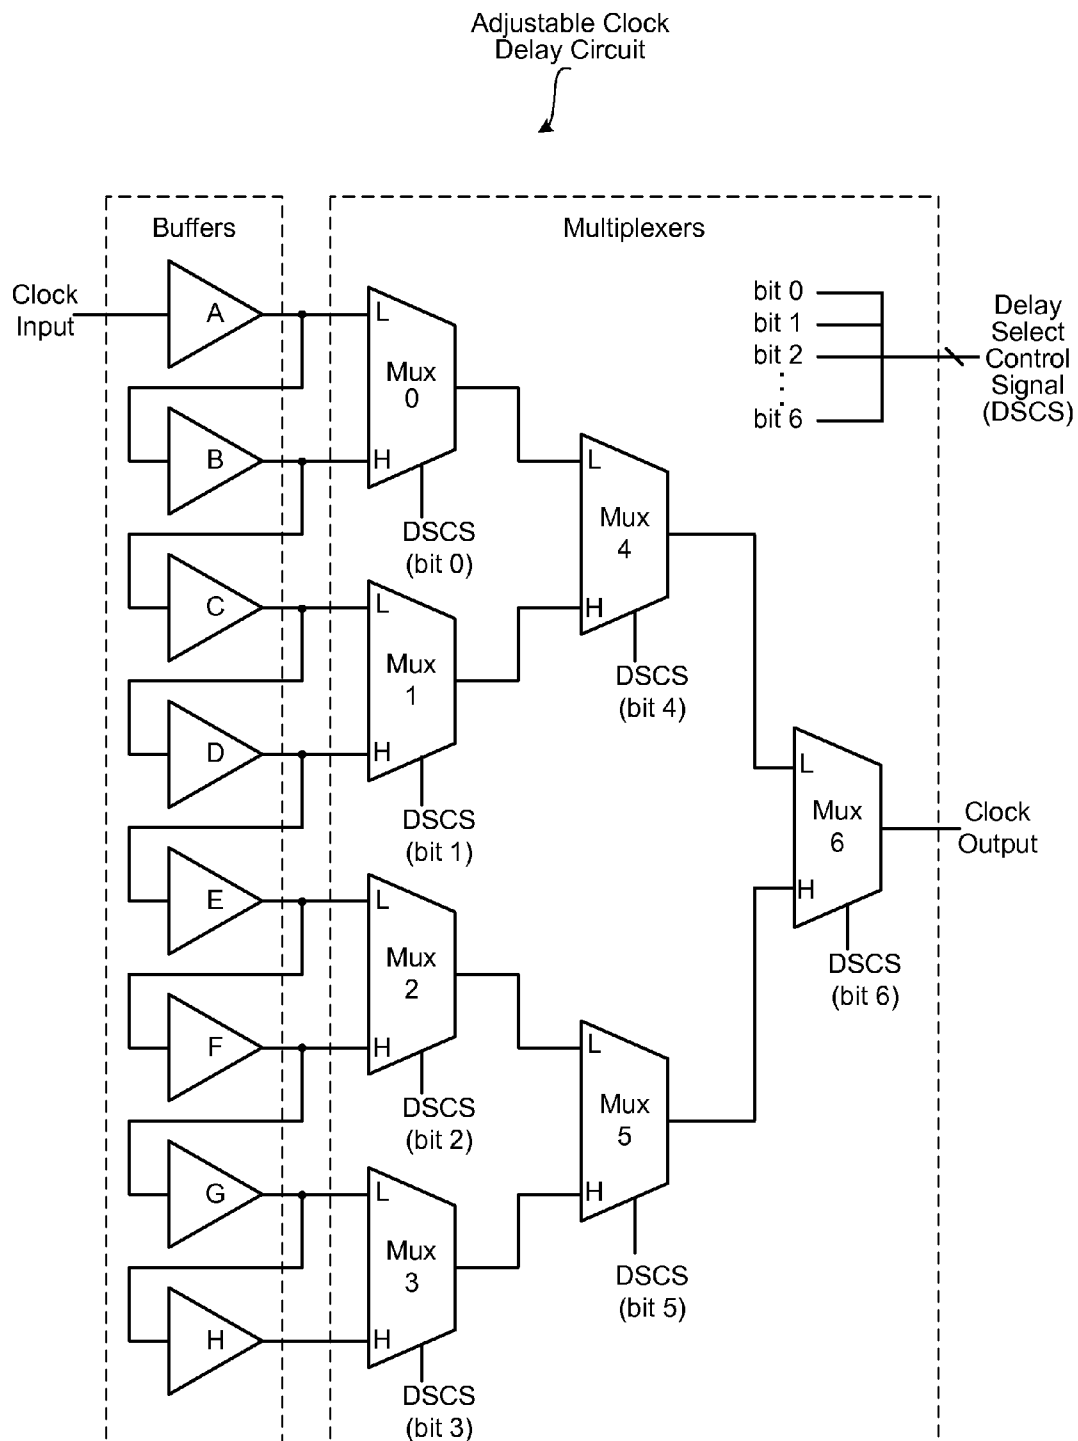 Adjustable Clock
Delay Circuit
Buffers
Multiplexers
Clock
Input
A
B
C
D
E
F
G
H
L
Mux
0
H
DSCS
(bit 0)
L
Mux
1
H
DSCS
(bit 1)
L
Mux
2
H
DSCS
(bit 2)
L
Mux
3
H
DSCS
(bit 3)
L
Mux
4
H
DSCS
(bit 4)
L
Mux
5
H
DSCS
(bit 5)
L
Mux
6
H
DSCS
(bit 6)
bit 0
bit 1
bit 2
bit 6
Delay
Select
Control
Signal
(DSCS)
Clock
Output